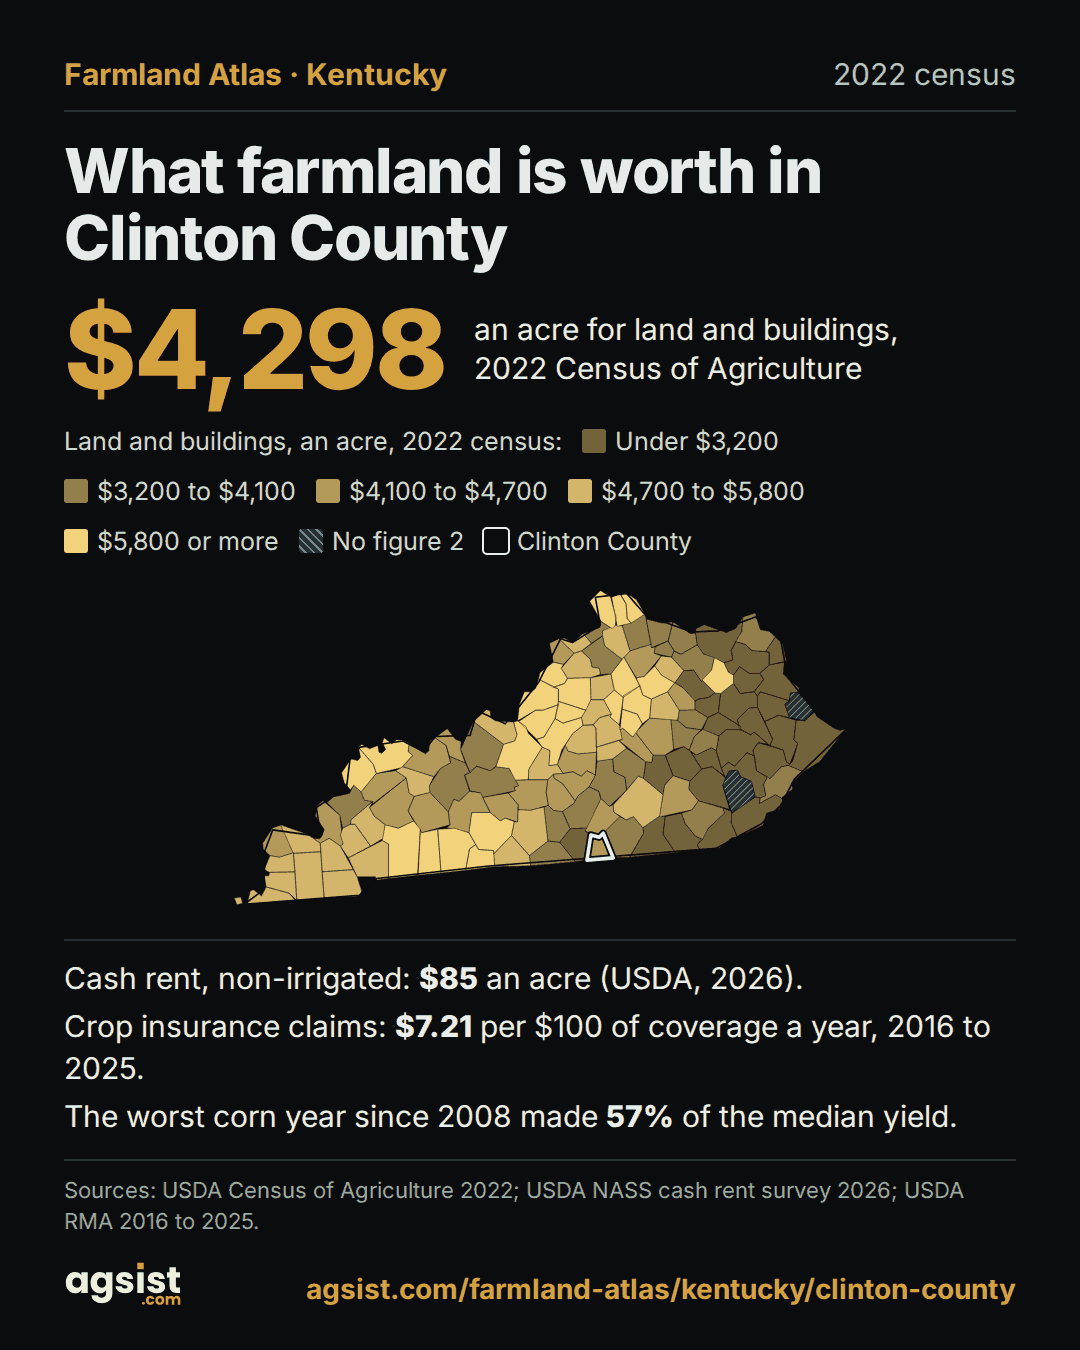 Farmland Atlas · Kentucky
2022 census
What farmland is worth in
Clinton County
$4,298
an acre for land and buildings,
2022 Census of Agriculture
Land and buildings, an acre, 2022 census: Under $3,200
$3,200 to $4,100 $4,100 to $4,700 $4,700 to $5,800
$5,800 or more No figure 2 Clinton County
Cash rent, non-irrigated: $85 an acre (USDA, 2026).
Crop insurance claims: $7.21 per $100 of coverage a year, 2016 to
2025.
The worst corn year since 2008 made 57% of the median yield.
Sources: USDA Census of Agriculture 2022; USDA NASS cash rent survey 2026; USDA
RMA 2016 to 2025.
agsist
.com
agsist.com/farmland-atlas/kentucky/clinton-county